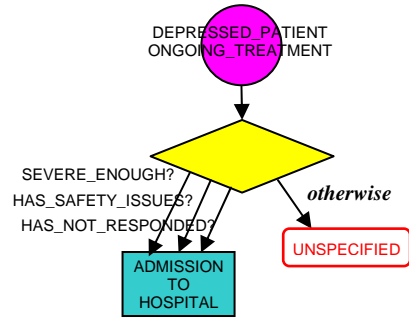 DEPRESSED_PATIENT
ONGOING_TREATMENT
SEVERE_ENOUGH?
HAS_SAFETY_ISSUES?
HAS_NOT_RESPONDED?
otherwise
UNSPECIFIED
ADMISSION
TO
HOSPITAL